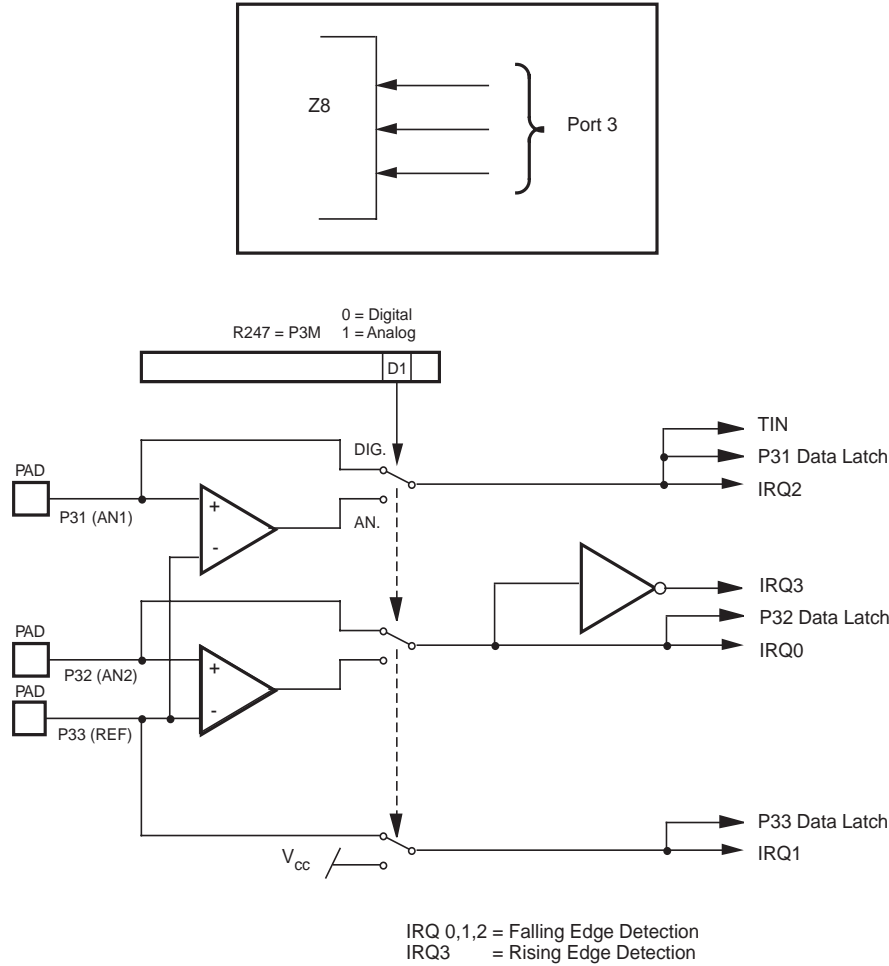 Z8
Port 3
0 = Digital
R247 = P3M 1 = Analog
D1
DIG.
TIN
P31 Data Latch
PAD
IRQ2
P31 (AN1)
+
-
AN.
IRQ3
P32 Data Latch
PAD
IRQ0
P32 (AN2)
+
PAD
-
P33 (REF)
P33 Data Latch
Vcc
IRQ1
IRQ 0,1,2 = Falling Edge Detection
IRQ3 = Rising Edge Detection